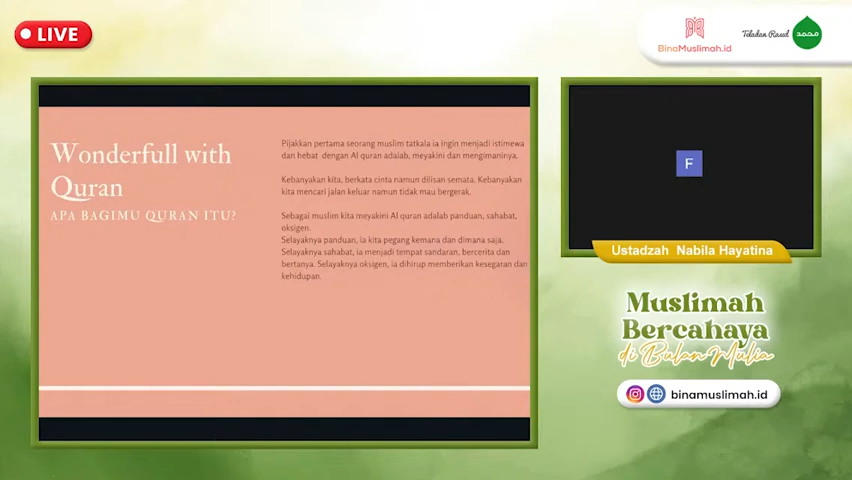 LIVE
BinaMuslimah.id
Teladan Rasul
محمد
Wonderfull with
Quran
APA BAGIMU QURAN ITU?
Pijakkan pertama seorang muslim tatkala ia ingin menjadi istimewa
dan hebat dengan Al quran adalab, meyakini dan mengimaninya,
Kebanyakan kita, berkata cinta namun dilisan semata. Kebanyakan
kita mencari jalan keluar namun tidak mau bergerak.
Sebagai muslim kita meyakini Al quran adalab panduan, sahabat,
oksigen.
Selayaknya panduan, ia kita pegang kemana dan dimana saja.
Selayaknya sahabat, ia menjadi tempat sandaran, bercerita dan
bertanya. Selayaknya oksigen, ia dihirup memberikan kesegaran dan
kehidupan.
F
Ustadzah Nabila Hayatina
Muslimah
Bercahaya
di Bulan Mulia
binamuslimah.id